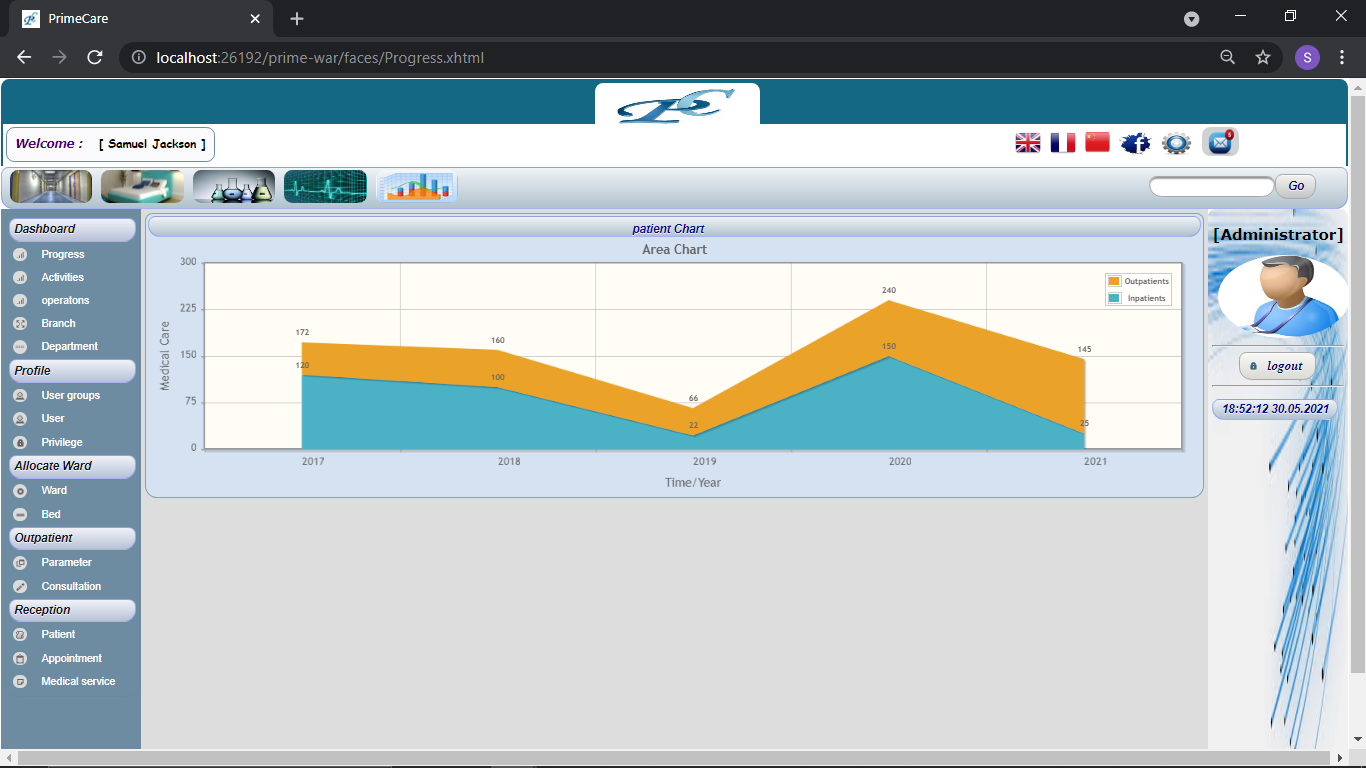 PrimeCare
localhost:26192/prime-war/faces/Progress.xhtml
S
PC
Welcome : [ Samuel Jackson ]
Go
Dashboard
Progress
Activities
operatons
Branch
Department
Profile
User groups
User
Privilege
Allocate Ward
Ward
Bed
Outpatient
Parameter
Consultation
Reception
Patient
Appointment
Medical service
patient Chart
Area Chart
Medical Care
300
225
150
75
0
Outpatients
Inpatients
172
160
66
240
145
120
100
22
150
25
2017 2018 2019 2020 2021
Time/Year
[Administrator]
logout
18:52:12 30.05.2021